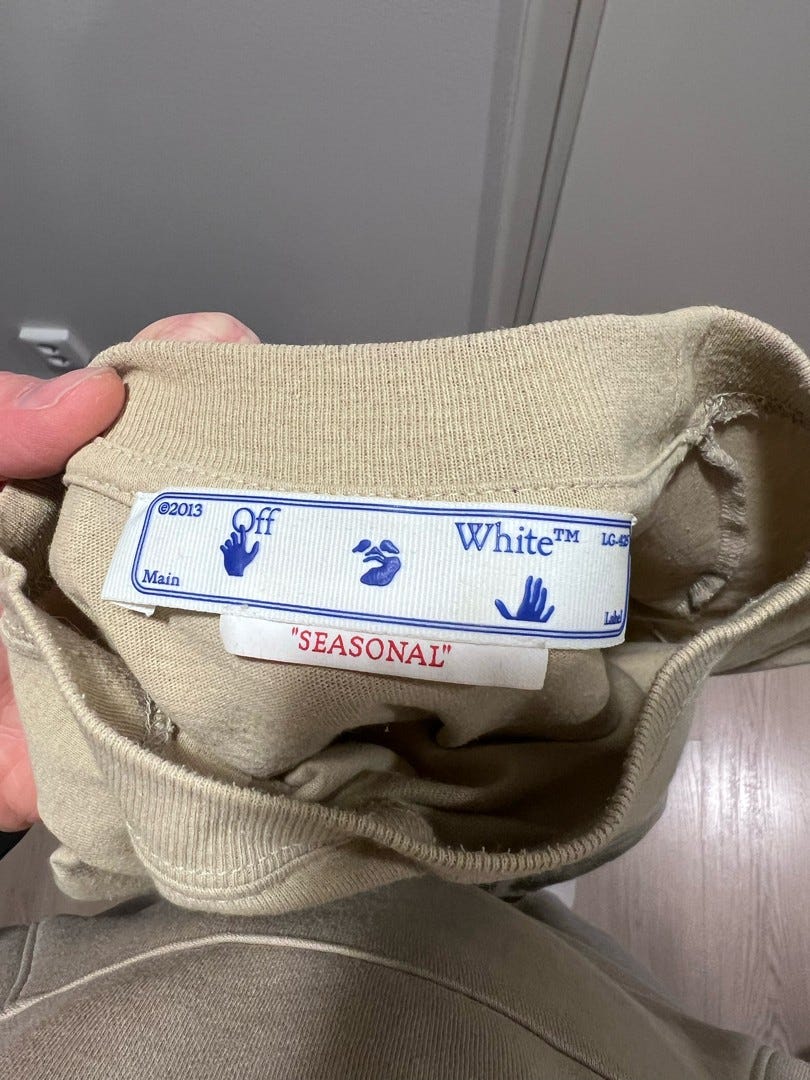 ©2013
Off
White™
Main
Label
"SEASONAL"